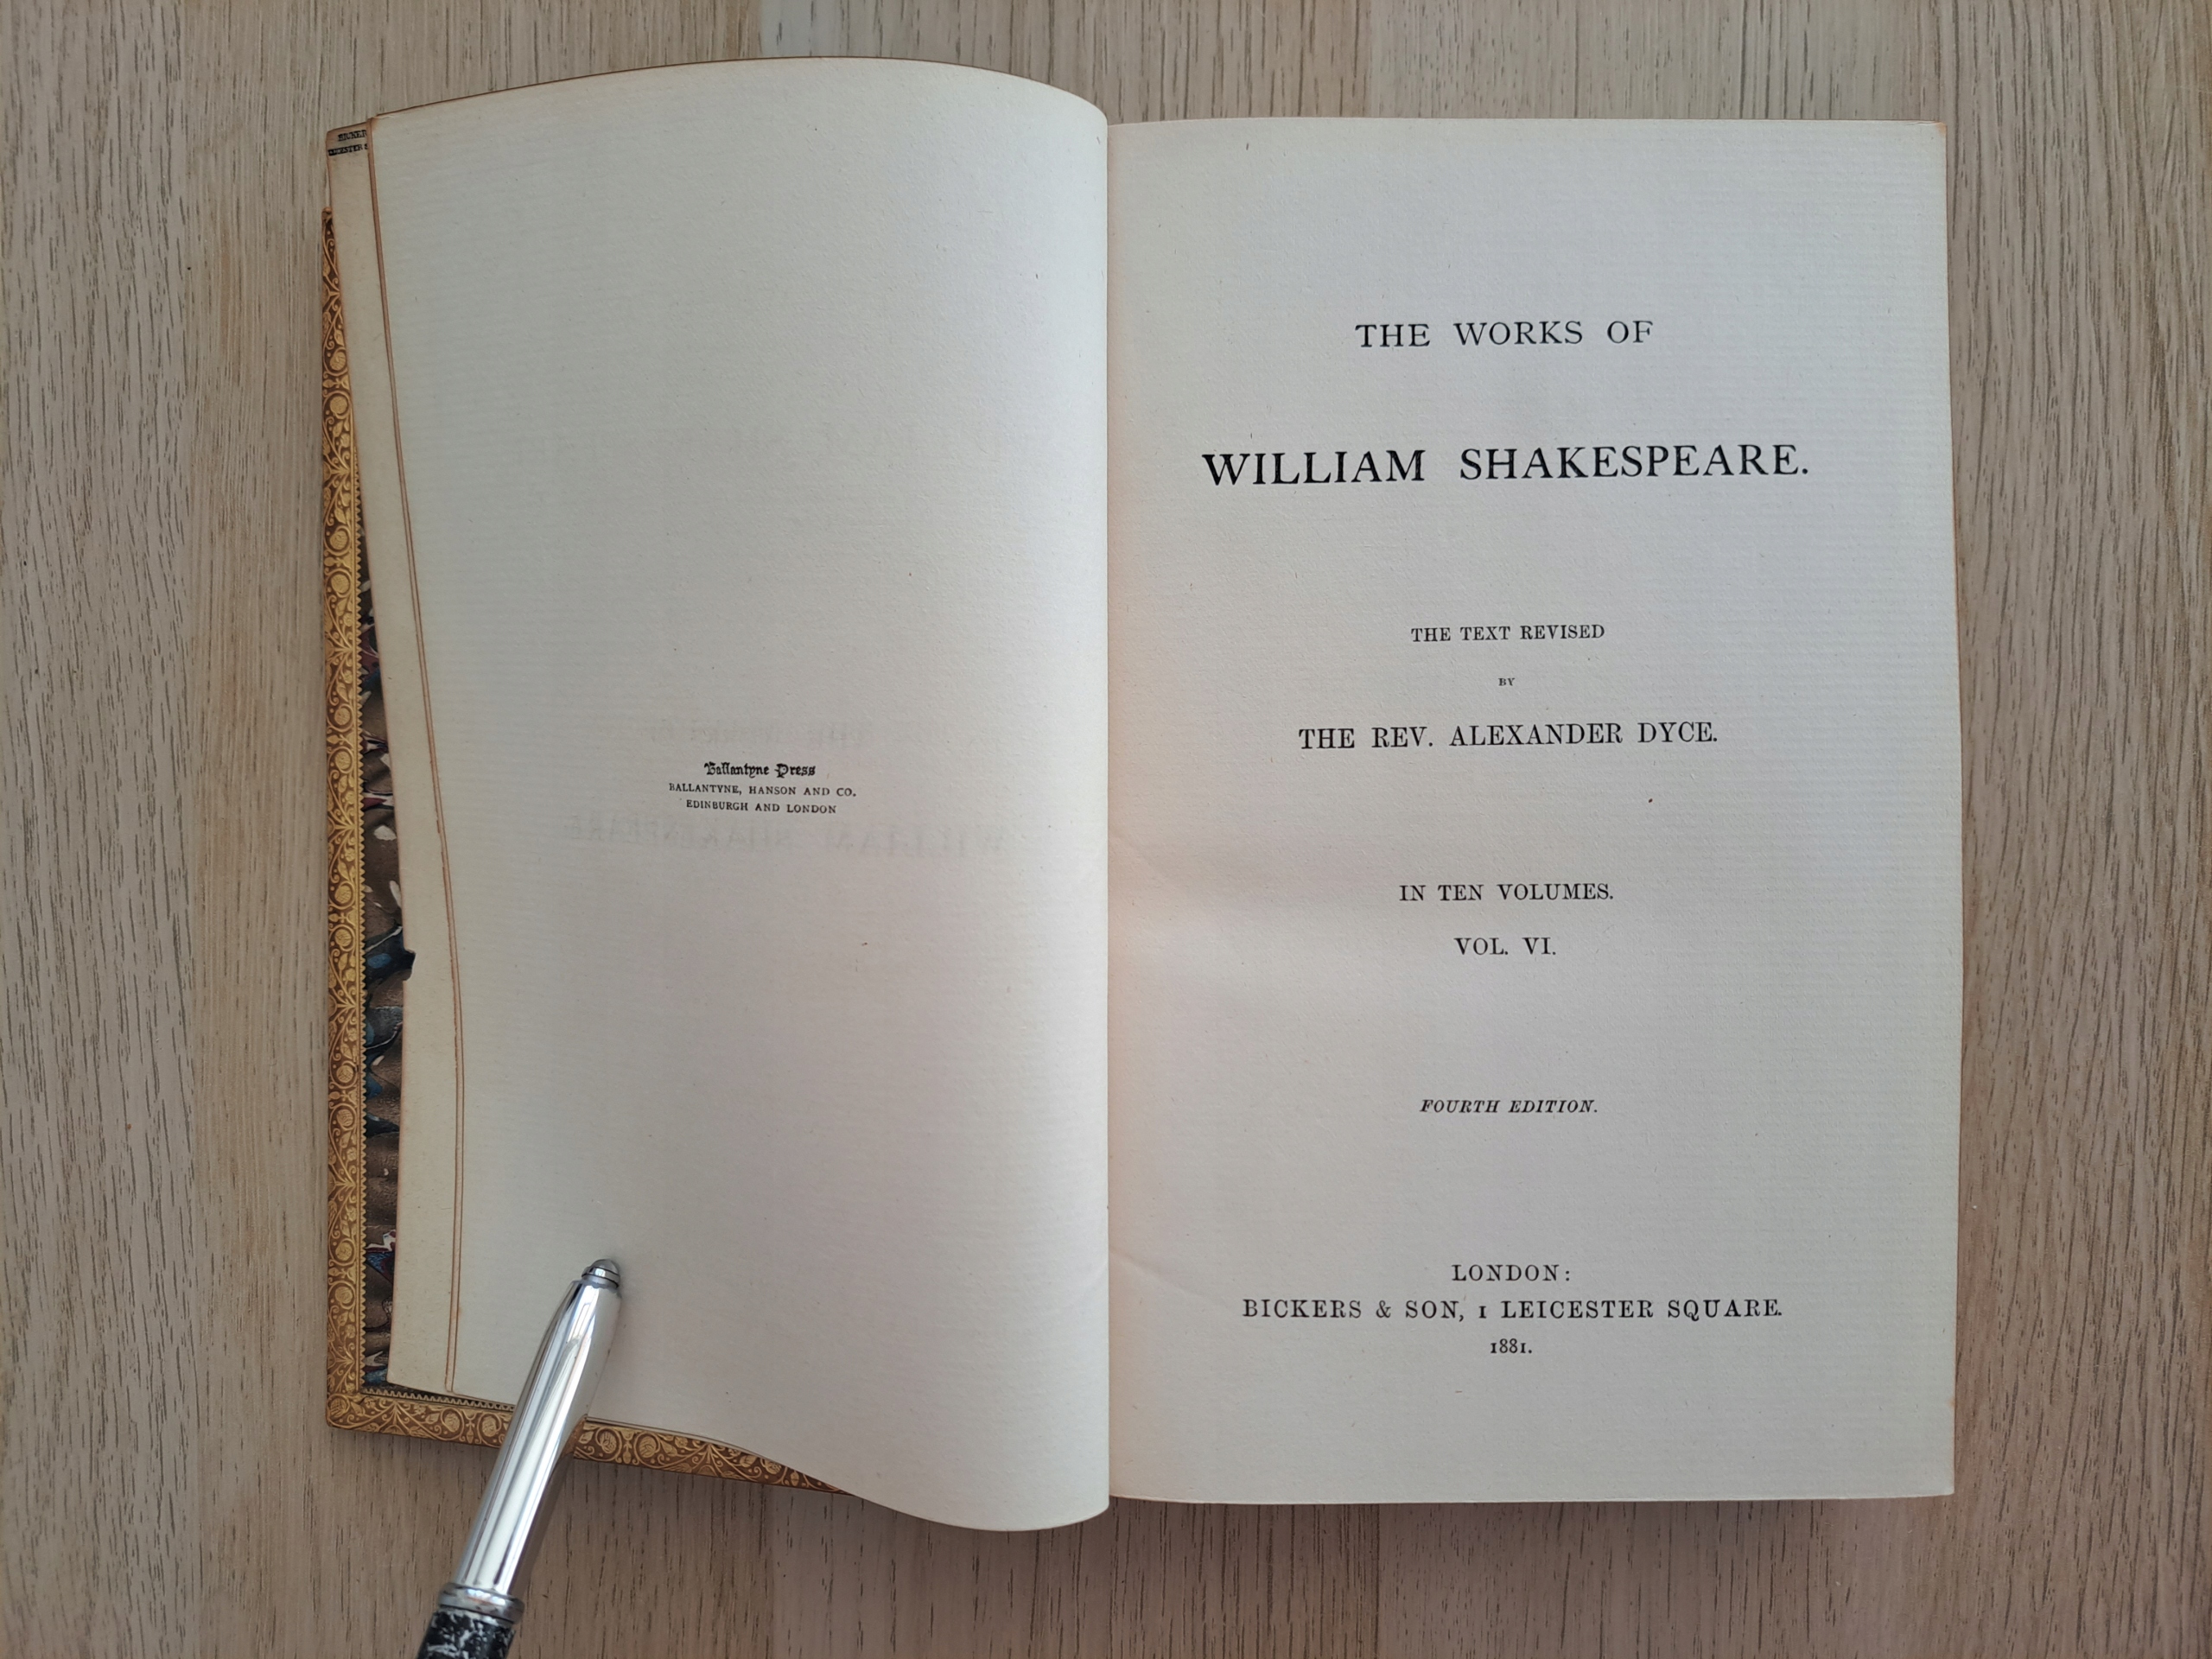 Ballantyne Press
BALLANTYNE, HANSON AND CO.
EDINBURGH AND LONDON
THE WORKS OF
WILLIAM SHAKESPEARE.
THE TEXT REVISED
BY
THE REV. ALEXANDER DYCE.
IN TEN VOLUMES.
VOL. VI.
FOURTH EDITION.
LONDON:
BICKERS & SON, 1 LEICESTER SQUARE.
1881.